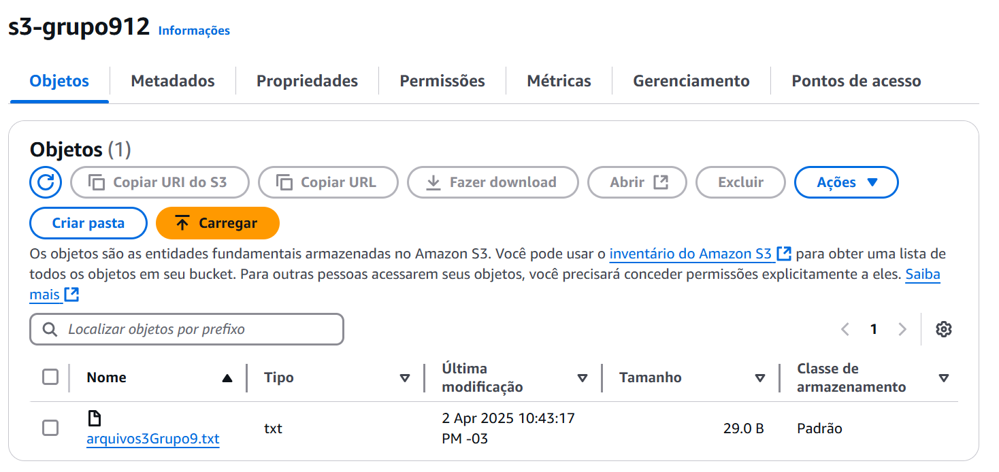 s3-grupo912 Informações
Objetos Metadados Propriedades Permissões Métricas Gerenciamento Pontos de acesso
Objetos (1)
Copiar URI do S3 Copiar URL Fazer download Abrir Excluir Ações
Criar pasta Carregar
Os objetos são as entidades fundamentais armazenadas no Amazon S3. Você pode usar o inventário do Amazon S3 para obter uma lista de
todos os objetos em seu bucket. Para outras pessoas acessarem seus objetos, você precisará conceder permissões explicitamente a eles. Saiba
mais
Localizar objetos por prefixo
1
Nome Tipo Última modificação Tamanho Classe de armazenamento
arquivos3Grupo9.txt txt 2 Apr 2025 10:43:17 PM -03 29.0 B Padrão